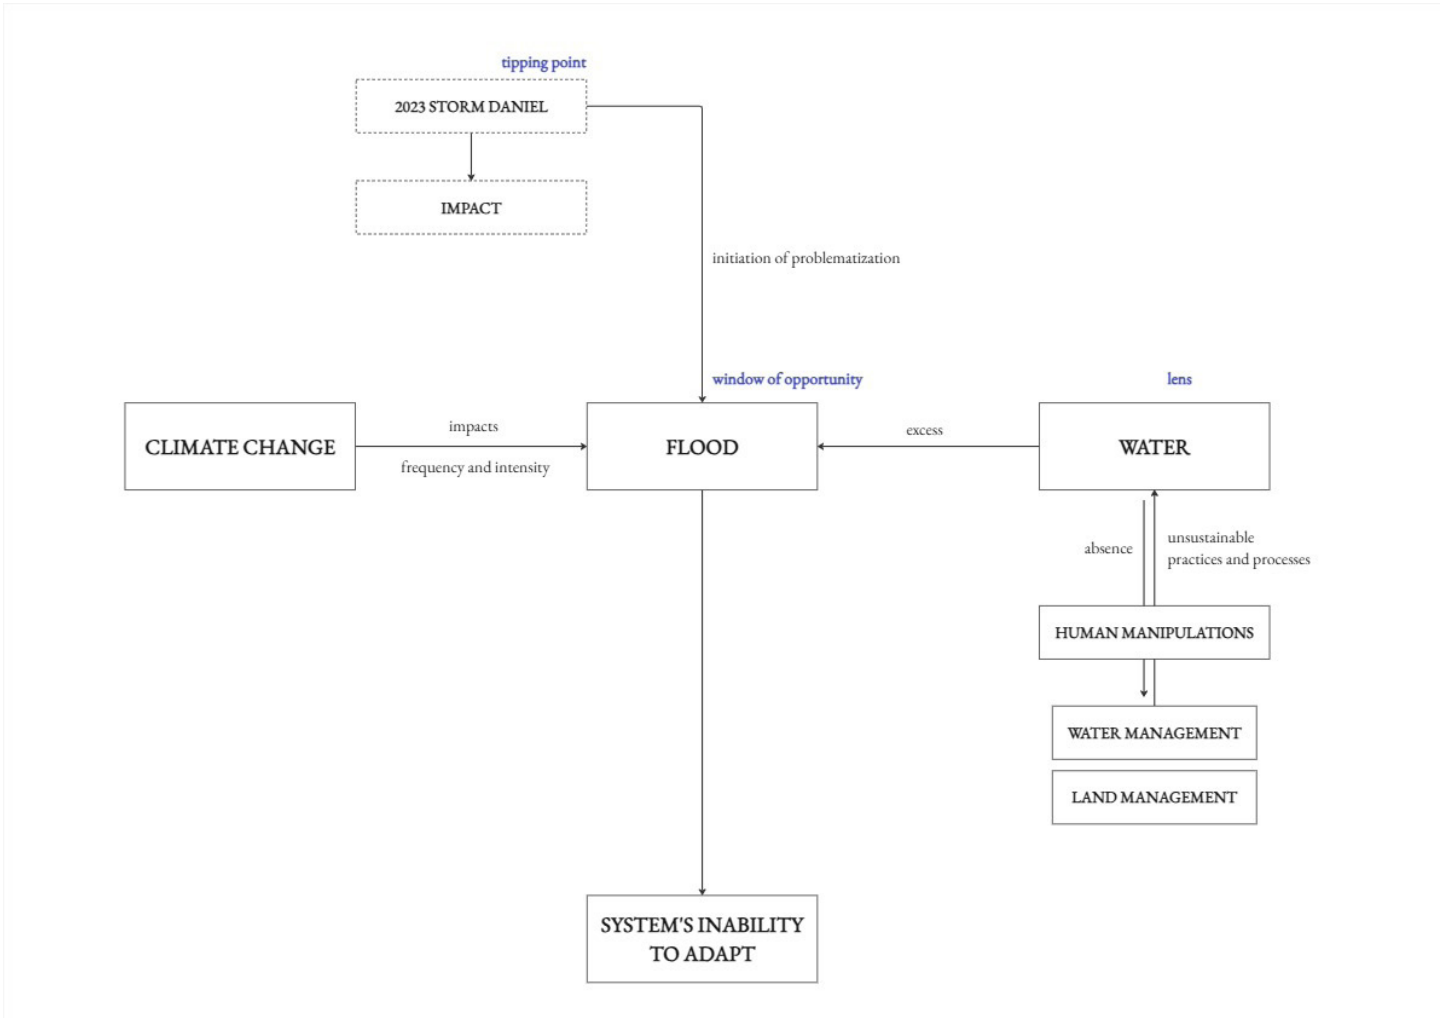 tipping point
2023 STORM DANIEL
IMPACT
initiation of problematization
window of opportunity
lens
CLIMATE CHANGE
impacts
frequency and intensity
FLOOD
excess
WATER
absence
unsustainable
practices and processes
HUMAN MANIPULATIONS
WATER MANAGEMENT
LAND MANAGEMENT
SYSTEM'S INABILITY
TO ADAPT